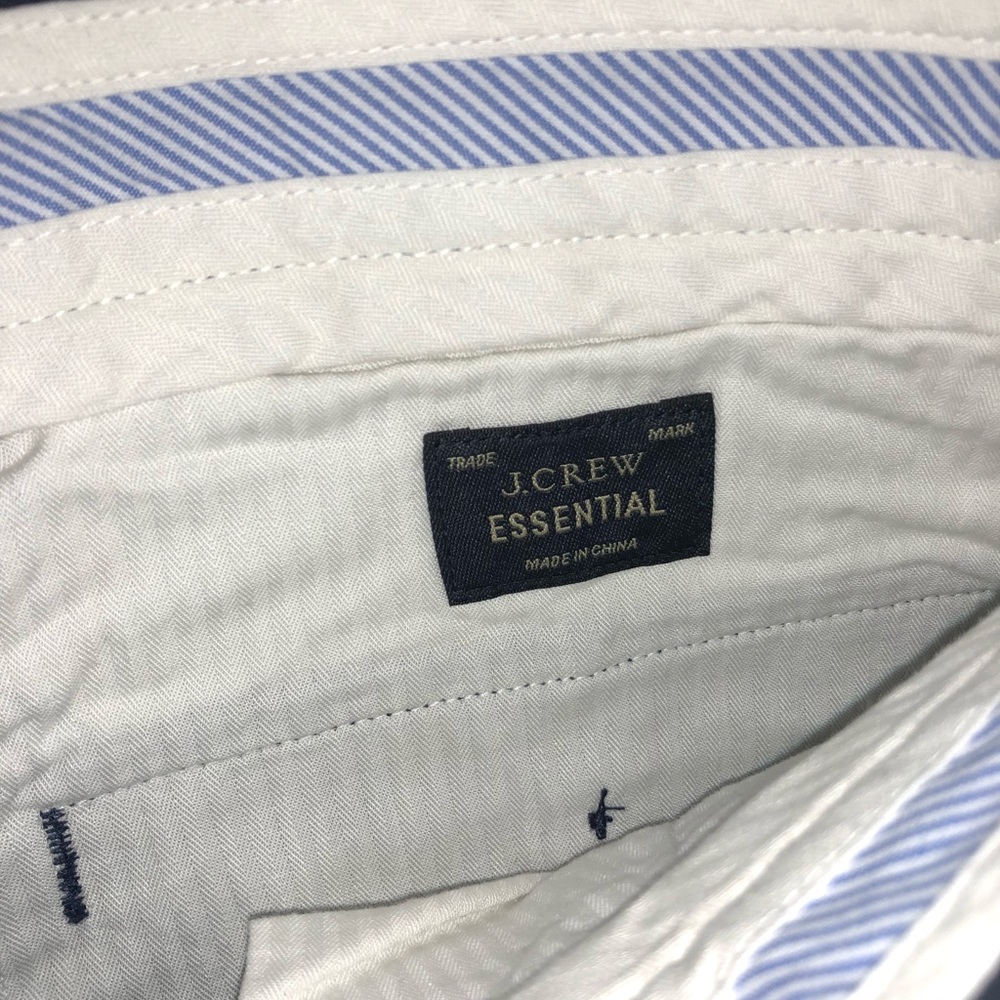 TRADE MARK
J.CREW
ESSENTIAL
MADE IN CHINA